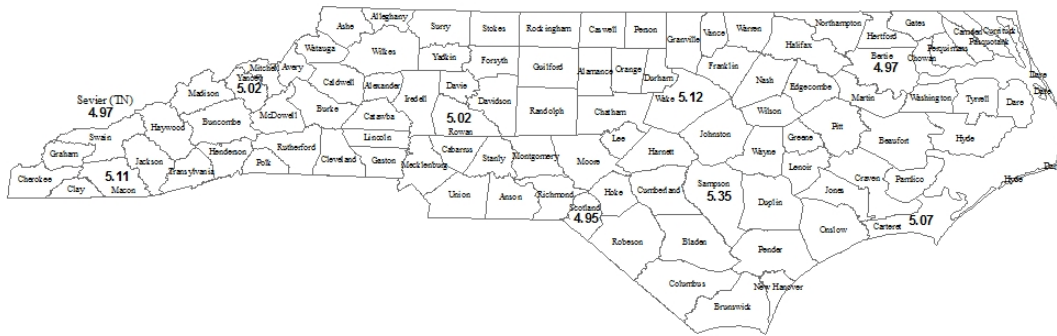 Ashe
Alleghany
Surry
Stokes
Rockingham
Caswell
Person
Granville
Vance
Warren
Northampton
Gates
Hertford
Halifax
Camden
Currituck
Pasquotank
Perquimans
Chowan
Bertie
4.97
Watauga
Wilkes
Yadkin
Forsyth
Guilford
Alamance
Orange
Durham
Franklin
Nash
Edgecombe
Martin
Washington
Tyrrell
Dare
Dare
Dare
Mitchell
Avery
Yancey
5.02
Madison
Caldwell
Alexander
Iredell
Davie
Davidson
Randolph
Chatham
Wake
5.12
Wilson
Pitt
Beaufort
Hyde
Sevier (TN)
4.97
Swain
Haywood
Buncombe
McDowell
Burke
Catawba
5.02
Rowan
Lee
Johnston
Greene
Wayne
Lenoir
Craven
Pamlico
Hyde
Graham
Jackson
Henderson
Polk
Rutherford
Cleveland
Lincoln
Gaston
Mecklenburg
Cabarrus
Stanly
Montgomery
Moore
Harnett
Cherokee
Clay
5.11
Macon
Transylvania
Union
Anson
Richmond
Scotland
4.95
Hoke
Cumberland
Sampson
5.35
Duplin
Jones
Carteret
5.07
Onslow
Robeson
Bladen
Pender
Columbus
New Hanover
Brunswick